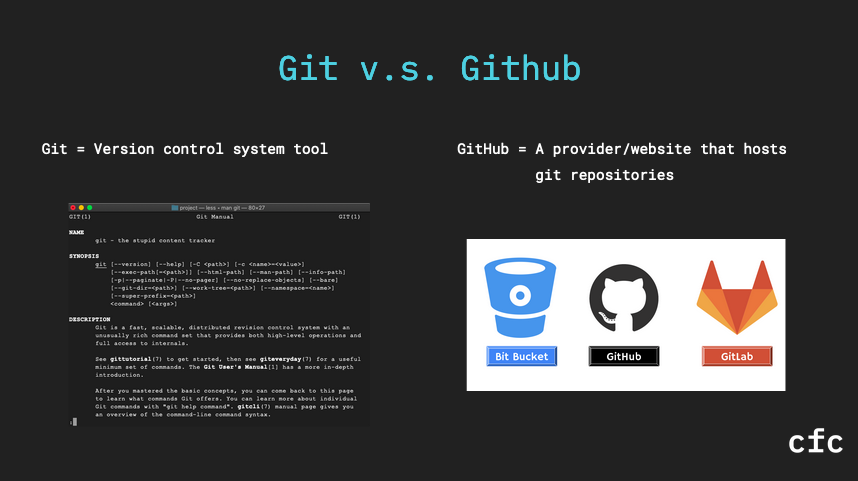 Git v.s. Github
Git = Version control system tool
GitHub = A provider/website that hosts
git repositories
project — less ‹ man git — 80×27
GIT(1) Git Manual GIT(1)
NAME
git - the stupid content tracker
SYNOPSIS
git [--version] [--help] [-C <path>] [-c <name>=<value>]
[--exec-path[=<path>]] [--html-path] [--man-path] [--info-path]
[-p|--paginate|-P|--no-pager] [--no-replace-objects] [--bare]
[--git-dir=<path>] [--work-tree=<path>] [--namespace=<name>]
[--super-prefix=<path>]
<command> [<args>]
DESCRIPTION
Git is a fast, scalable, distributed revision control system with an
unusually rich command set that provides both high-level operations and
full access to internals.
See gittutorial(7) to get started, then see giteveryday(7) for a useful
minimum set of commands. The Git User's Manual[1] has a more in-depth
introduction.
After you mastered the basic concepts, you can come back to this page
to learn what commands Git offers. You can learn more about individual
Git commands with "git help command". gitcli(7) manual page gives you
an overview of the command-line command syntax.
:
Bit Bucket GitHub GitLab
cfc